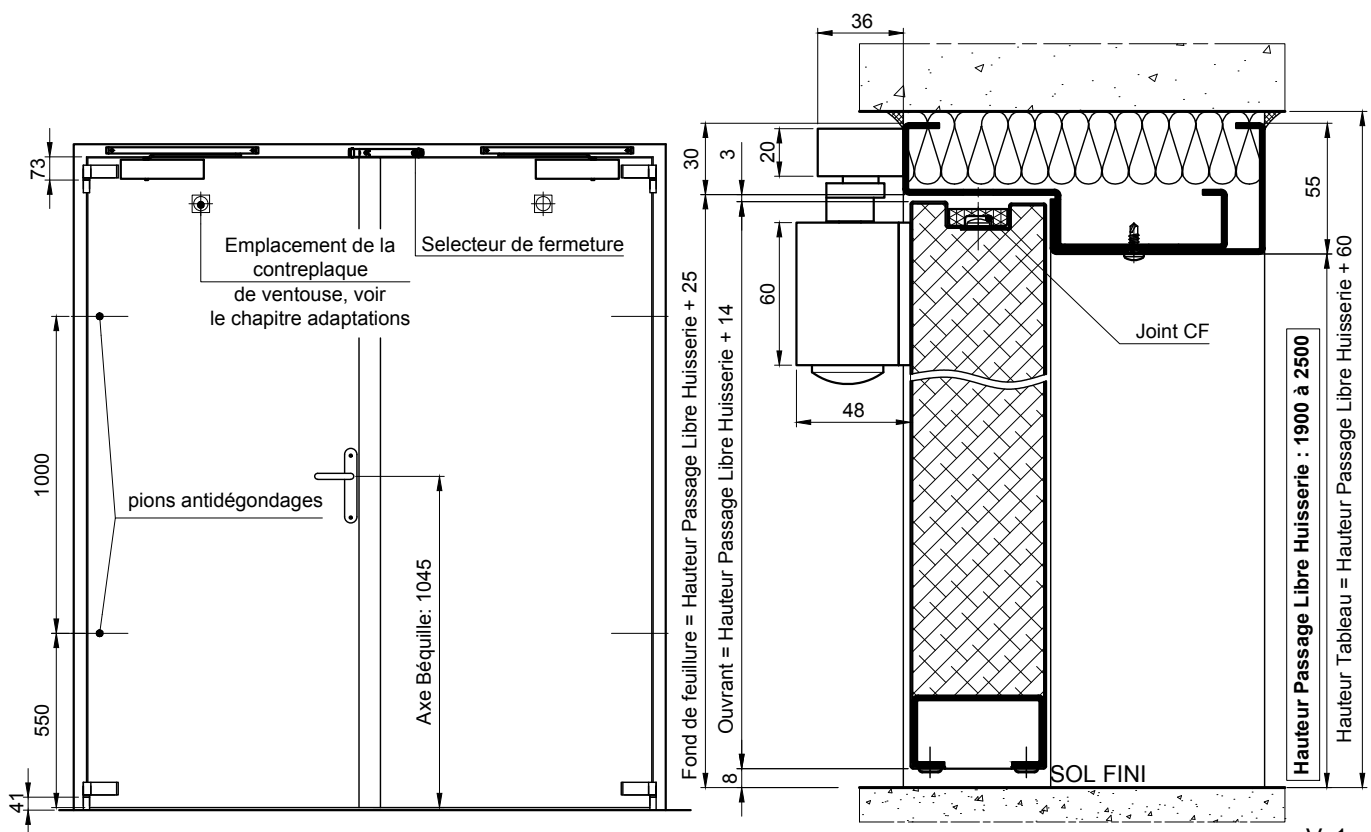 73
Emplacement de la
contreplaque
de ventouse, voir
le chapitre adaptations
Selecteur de fermeture
1000
pions antidégondages
550
41
Axe Béquille: 1045
36
30
3
20
60
48
55
Joint CF
Fond de feuillure = Hauteur Passage Libre Huisserie + 25
Ouvrant = Hauteur Passage Libre Huisserie + 14
8
SOL FINI
Hauteur Passage Libre Huisserie : 1900 à 2500
Hauteur Tableau = Hauteur Passage Libre Huisserie + 60